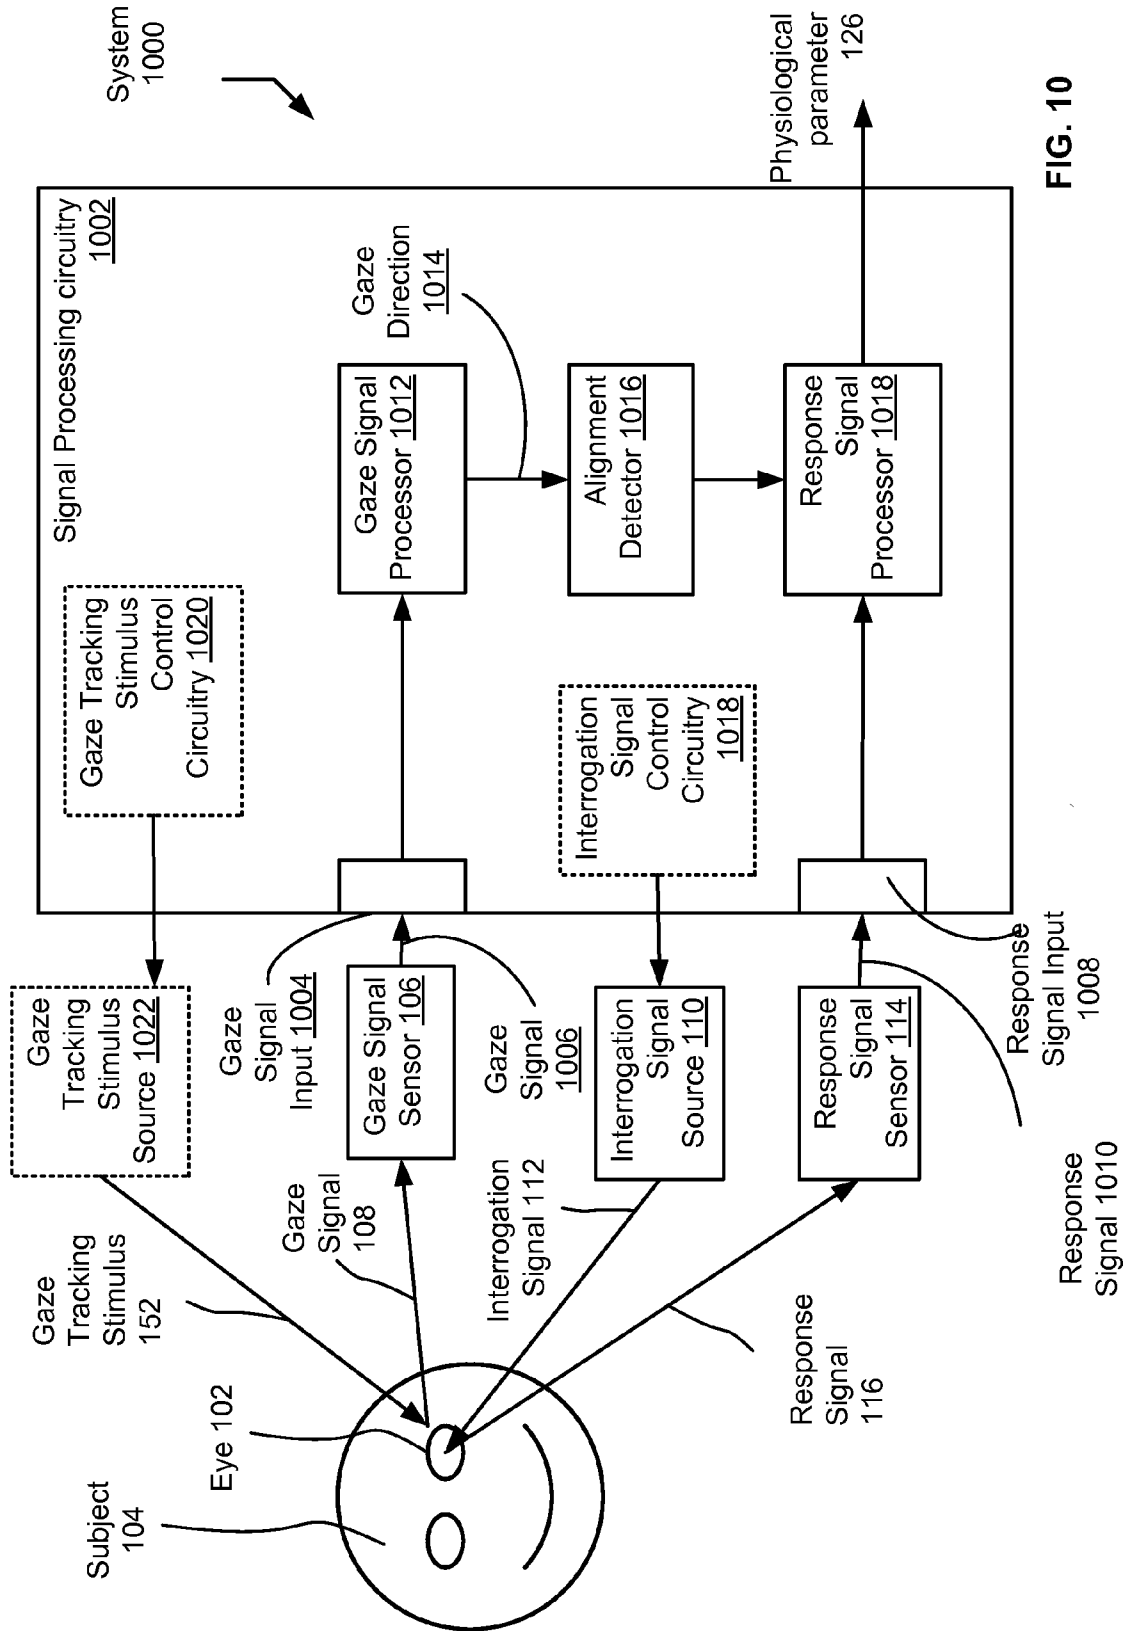 System
1000
Signal Processing circuitry
1002
Gaze Tracking
Stimulus
Control
Circuitry 1020
Gaze
Tracking
Stimulus
Source 1022
Gaze
Tracking
Stimulus
152
Gaze
Signal
Input 1004
Gaze Signal
Processor 1012
Gaze
Direction
1014
Gaze Signal
Sensor 106
Gaze
Signal
108
Gaze
Signal
1006
Subject
104
Eye 102
Alignment
Detector 1016
Interrogation
Signal
Control
Circuitry
1018
Interrogation
Signal
Source 110
Interrogation
Signal 112
Response
Signal
Processor 1018
Physiological
parameter
126
Response
Signal
Sensor 114
Response
Signal
116
Response
Signal Input
1008
Response
Signal 1010
FIG. 10